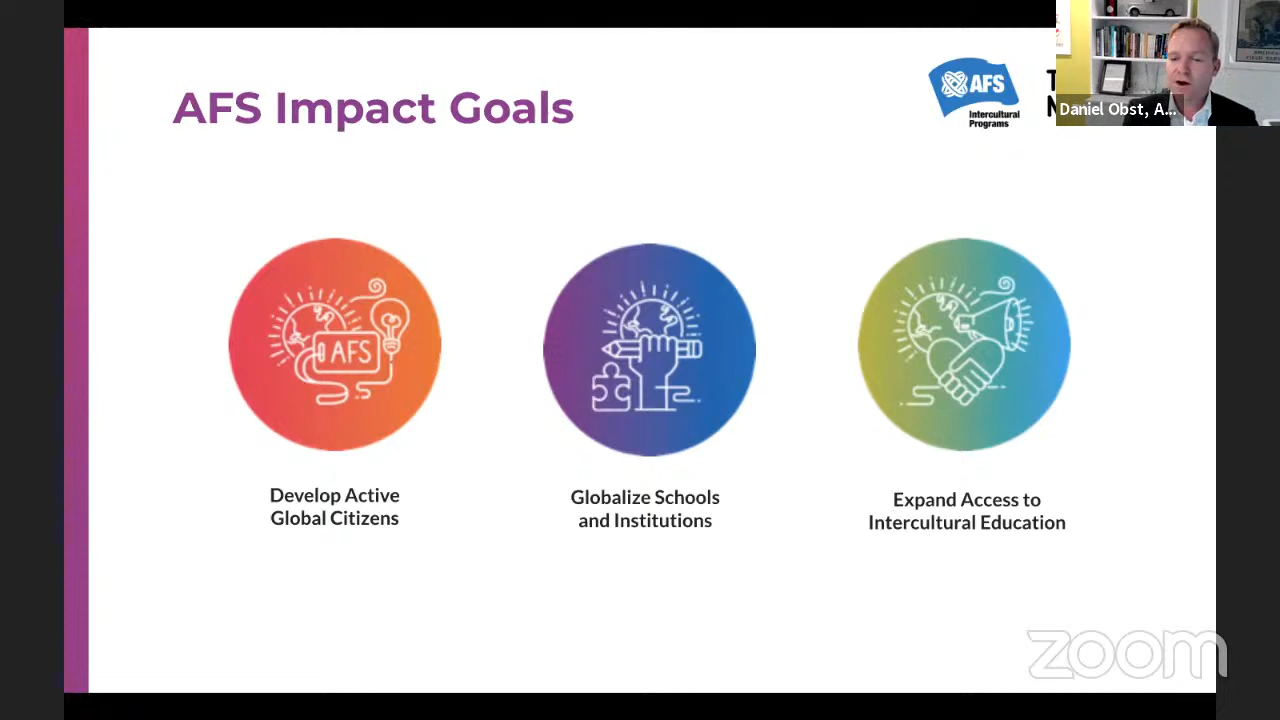 AFS Impact Goals
AFS
Intercultural
Programs
Daniel Obst, A...
AFS
Develop Active
Global Citizens
Globalize Schools
and Institutions
Expand Access to
Intercultural Education
zoom